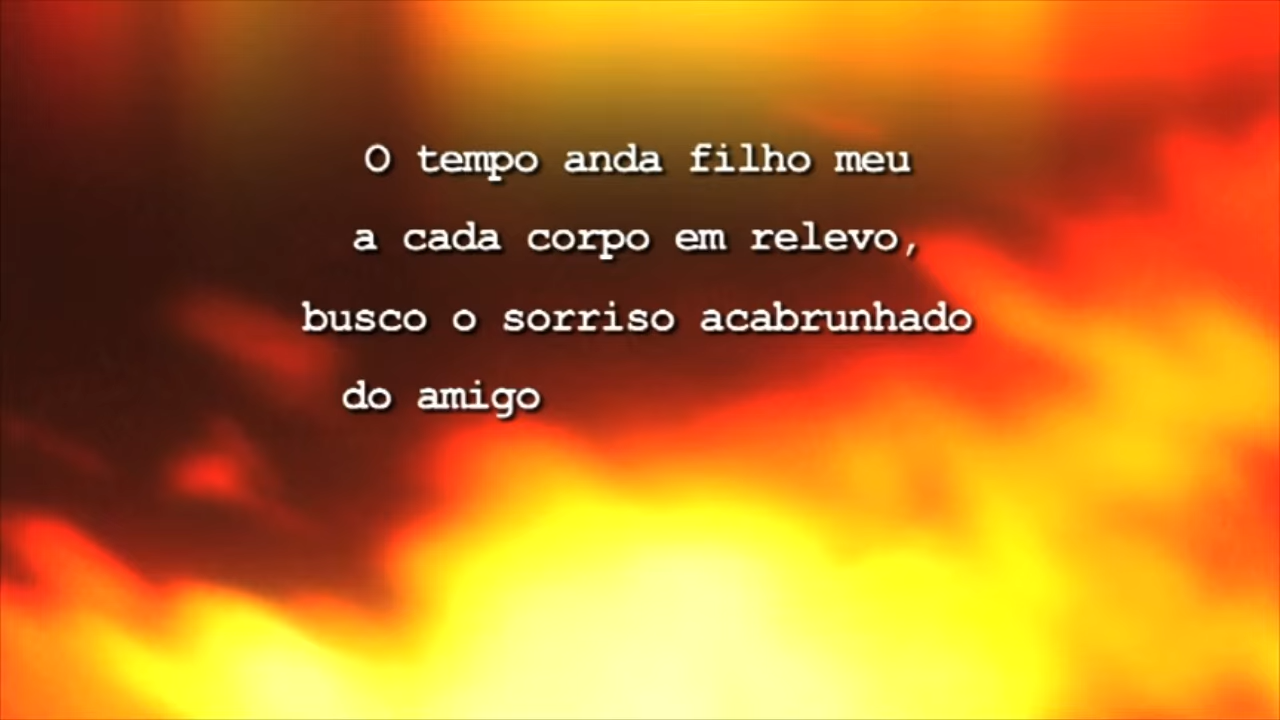 O tempo anda filho meu
a cada corpo em relevo,
busco o sorriso acabrunhado
do amigo